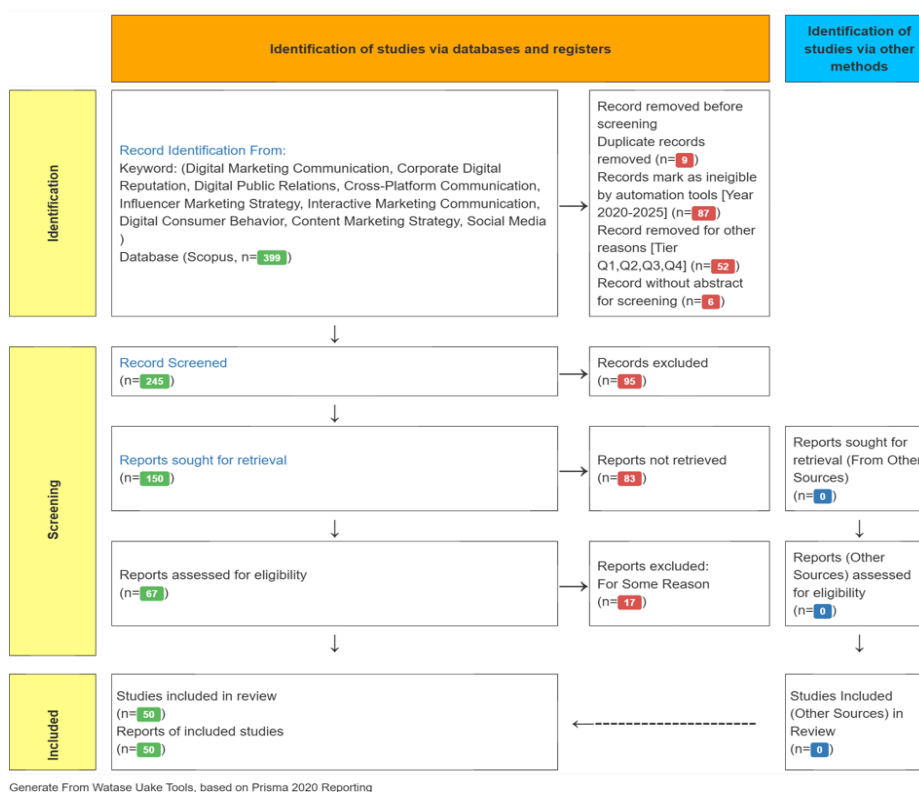 Identification of studies via databases and registers
Identification of
studies via other
methods
Identification
Record Identification From:
Keyword: (Digital Marketing Communication, Corporate Digital
Reputation, Digital Public Relations, Cross-Platform Communication,
Influencer Marketing Strategy, Interactive Marketing Communication,
Digital Consumer Behavior, Content Marketing Strategy, Social Media
)
Database (Scopus, n=399)
→
Record removed before
screening
Duplicate records
removed (n=9)
Records mark as ineigible
by automation tools [Year
2020-2025] (n=87)
Record removed for other
reasons [Tier
Q1,Q2,Q3,Q4] (n=52)
Record without abstract
for screening (n=6)
↓
Screening
Record Screened
(n=245)
→
Records excluded
(n=95)
↓
Reports sought for retrieval
(n=150)
→
Reports not retrieved
(n=83)
Reports sought for
retrieval (From Other
Sources)
(n=0)
↓
↓
Reports assessed for eligibility
(n=67)
→
Reports excluded:
For Some Reason
(n=17)
Reports (Other
Sources) assessed
for eligibility
(n=0)
↓
↓
Included
Studies included in review
(n=50)
Reports of included studies
(n=50)
←--------------
Studies Included
(Other Sources) in
Review
(n=0)
Generate From Watase Uake Tools, based on Prisma 2020 Reporting